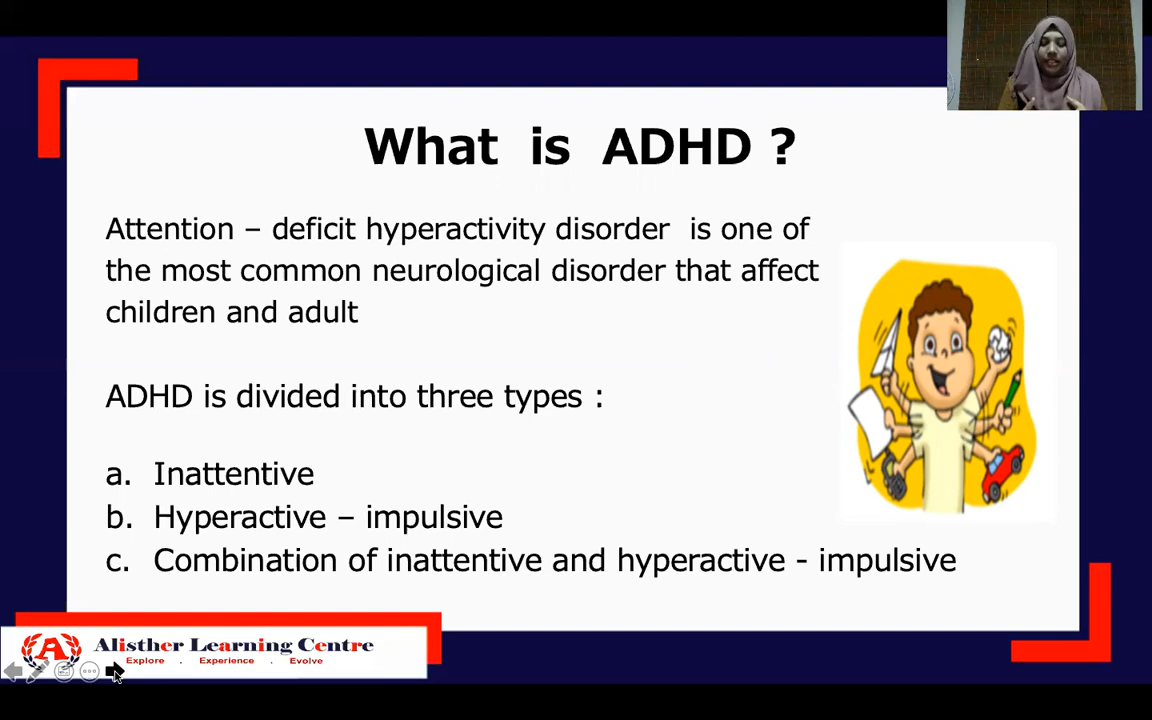 What is ADHD ?
Attention – deficit hyperactivity disorder is one of
the most common neurological disorder that affect
children and adult
ADHD is divided into three types :
a. Inattentive
b. Hyperactive – impulsive
c. Combination of inattentive and hyperactive - impulsive
A Alisther Learning Centre
Explore . Experience . Evolve